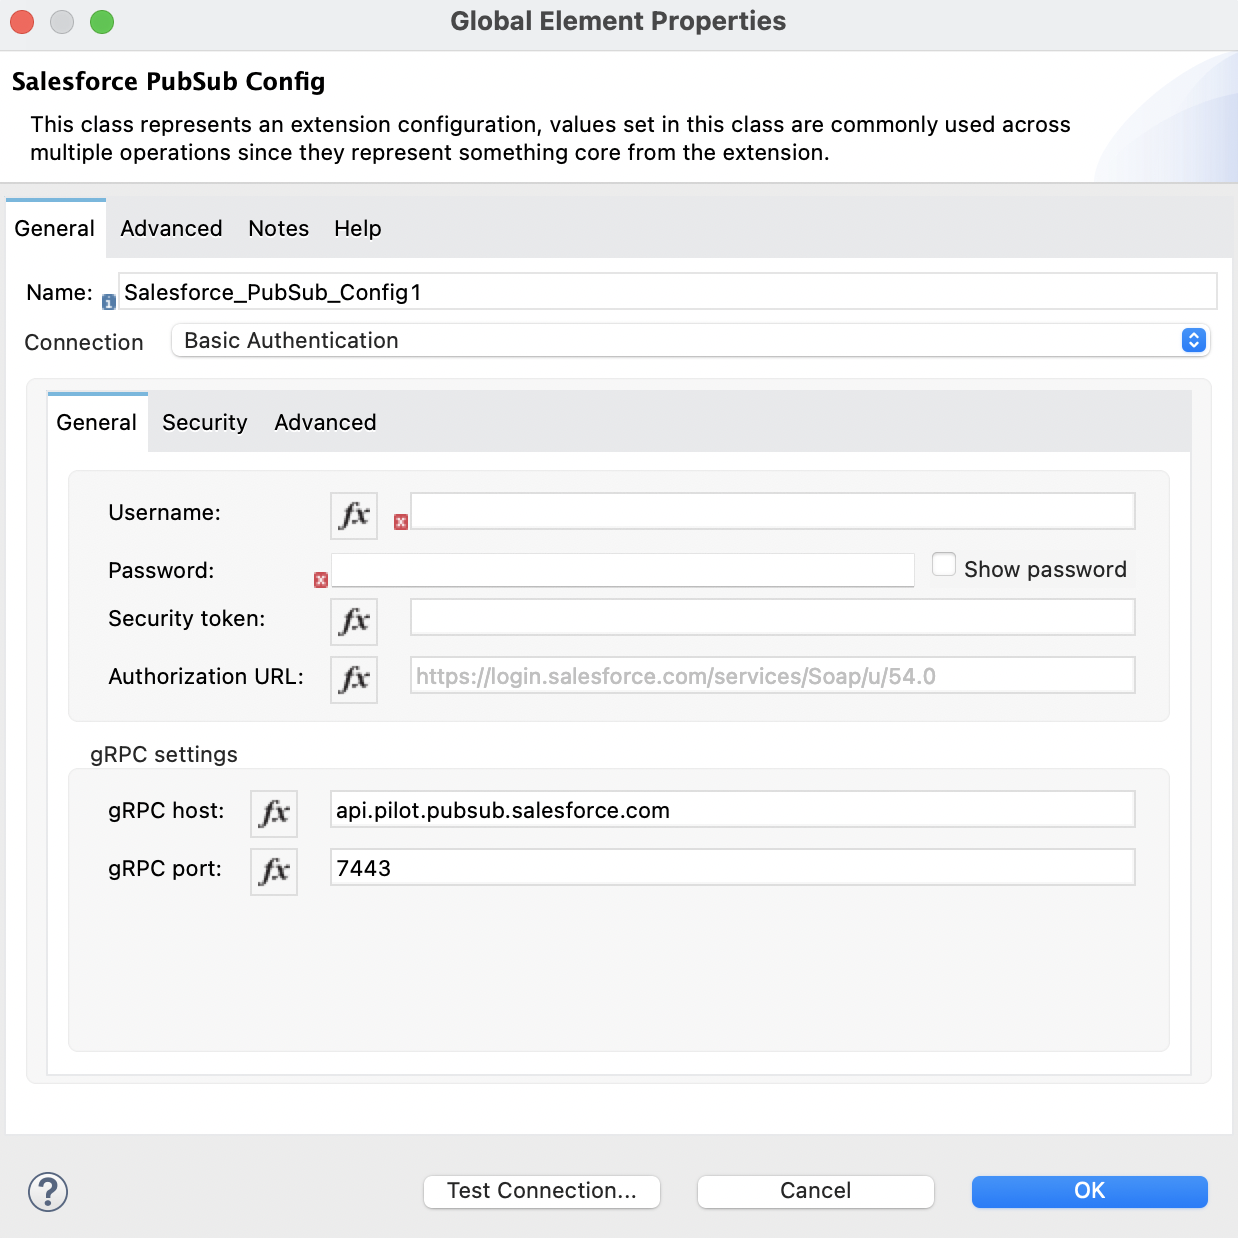 Global Element Properties
Salesforce PubSub Config
This class represents an extension configuration, values set in this class are commonly used across
multiple operations since they represent something core from the extension.
General Advanced Notes Help
Name: Salesforce_PubSub_Config1
Connection Basic Authentication
General Security Advanced
Username: fx
Password: Show password
Security token: fx
Authorization URL: fx https://login.salesforce.com/services/Soap/u/54.0
gRPC settings
gRPC host: fx api.pilot.pubsub.salesforce.com
gRPC port: fx 7443
? Test Connection... Cancel OK